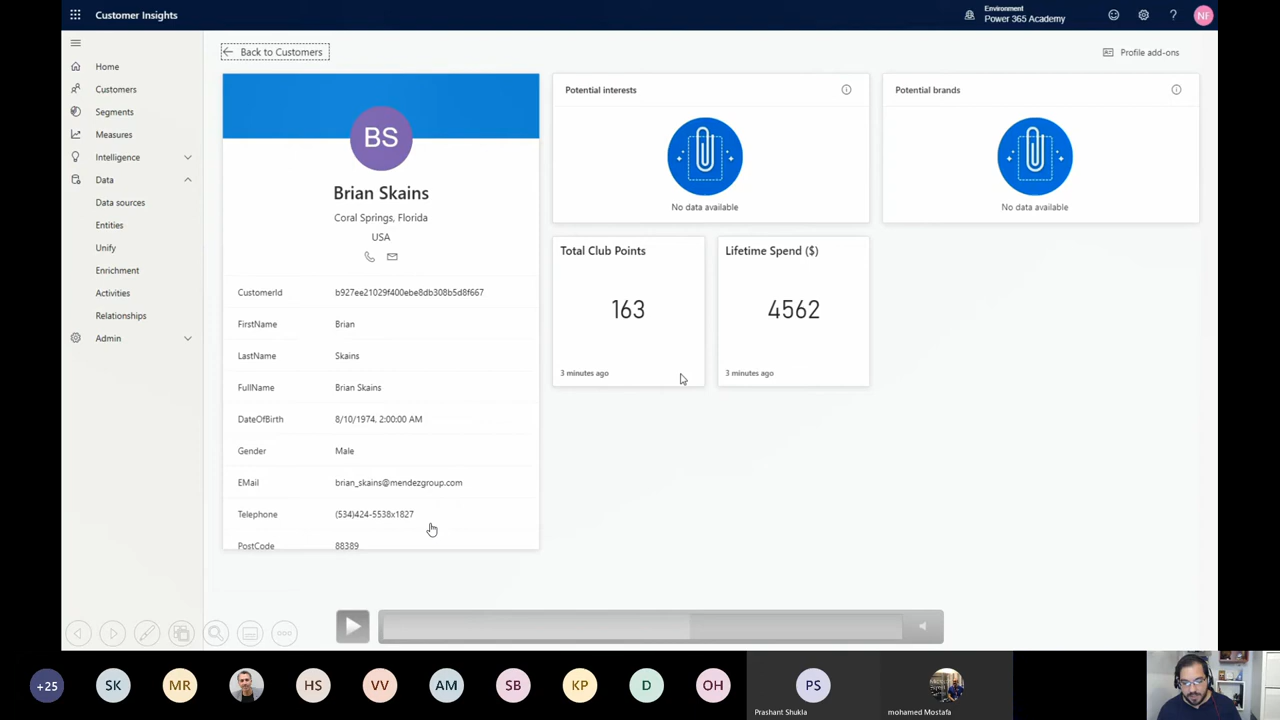 Customer Insights
Environment
Power 365 Academy
NF
Home
Customers
Segments
Measures
Intelligence
Data
Data sources
Entities
Unify
Enrichment
Activities
Relationships
Admin
Back to Customers
Profile add-ons
BS
Brian Skains
Coral Springs, Florida
USA
CustomerId b927ee21029f400ebe8db308b5d8f667
FirstName Brian
LastName Skains
FullName Brian Skains
DateOfBirth 8/10/1974, 2:00:00 AM
Gender Male
EMail brian_skains@mendezgroup.com
Telephone (534)424-5538x1827
PostCode 88389
Potential interests
No data available
Potential brands
No data available
Total Club Points
163
3 minutes ago
Lifetime Spend ($)
4562
3 minutes ago
+25
SK
MR
HS
VV
AM
SB
KP
D
OH
PS
Prashant Shukla
mohamed Mostafa